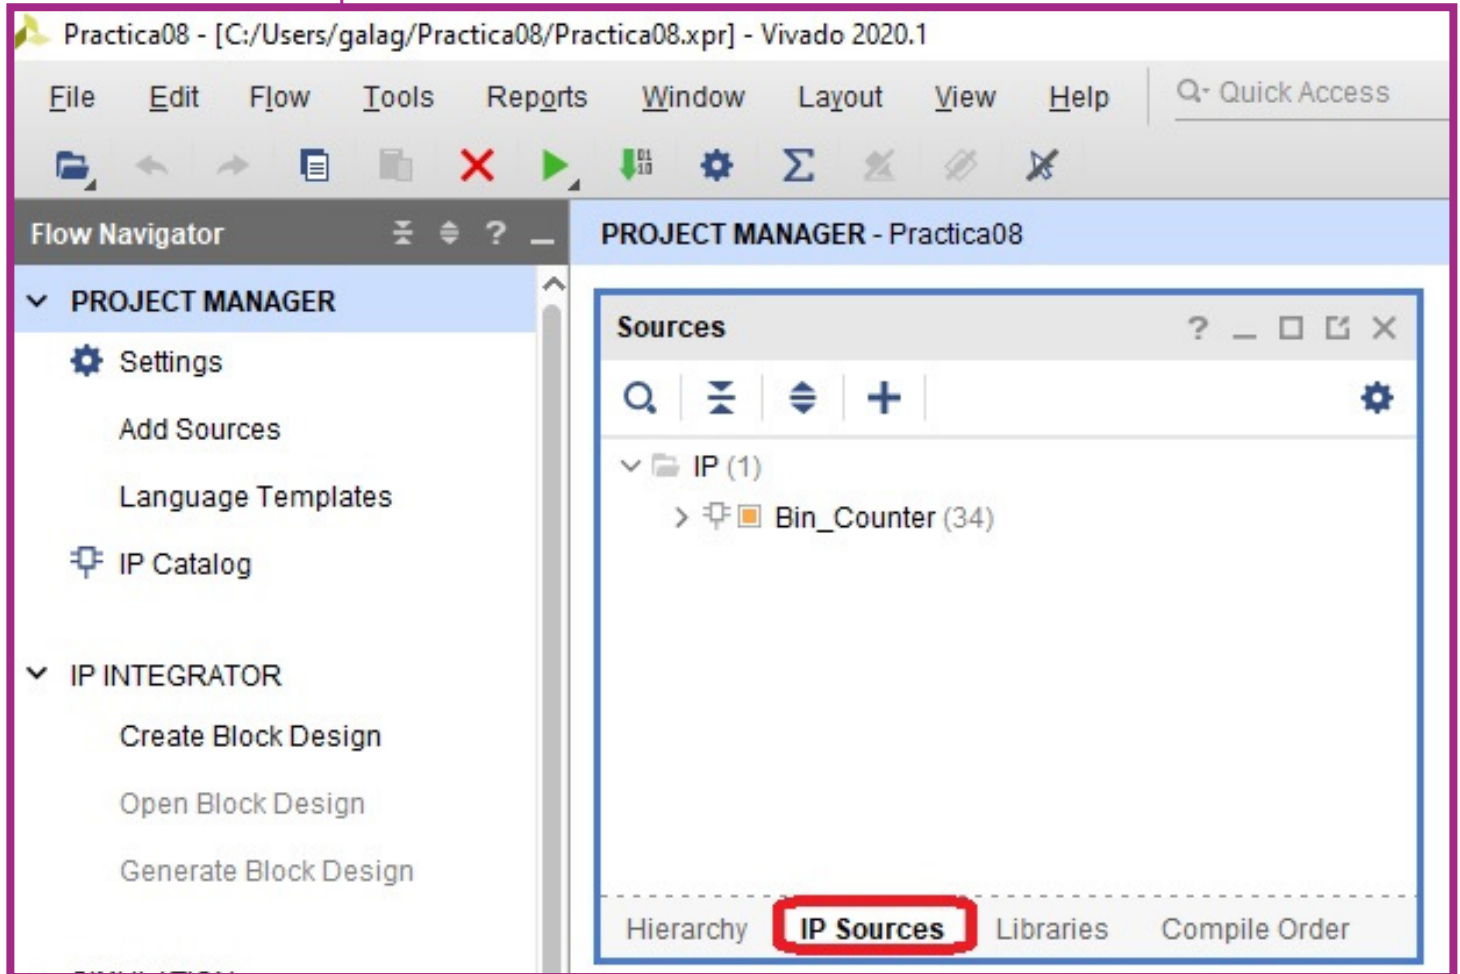 Practica08 - [C:/Users/galag/Practica08/Practica08.xpr] - Vivado 2020.1
File Edit Flow Tools Reports Window Layout View Help Quick Access
Flow Navigator ? _
PROJECT MANAGER
Settings
Add Sources
Language Templates
IP Catalog
IP INTEGRATOR
Create Block Design
Open Block Design
Generate Block Design
PROJECT MANAGER - Practica08
Sources
IP (1)
Bin_Counter (34)
Hierarchy IP Sources Libraries Compile Order